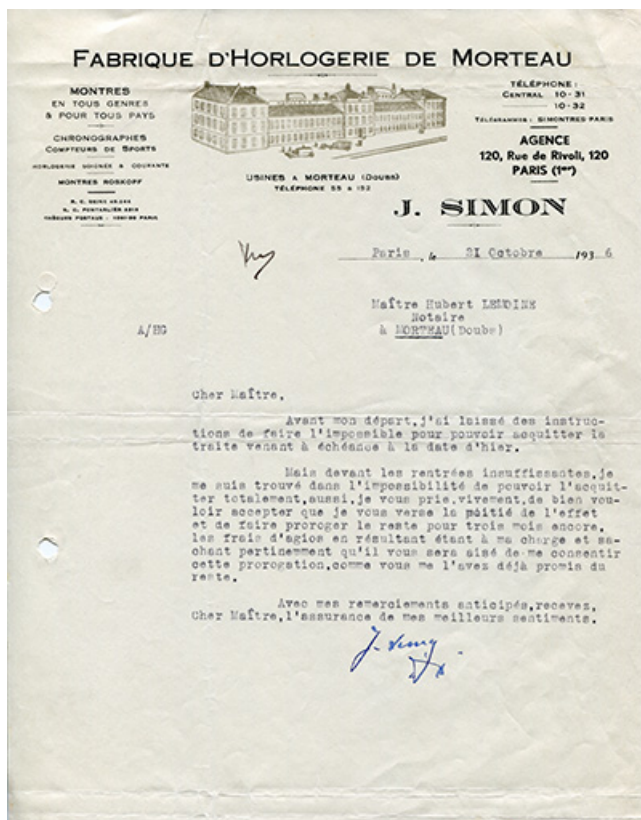 FABRIQUE D'HORLOGERIE DE MORTEAU
MONTRES
EN TOUS GENRES
& POUR TOUS PAYS
CHRONOGRAPHES
COMPTEURS DE SPORTS
HORLOGERIE SOIGNÉE & COURANTE
MONTRES ROSKOFF
USINES A MORTEAU (DOUBS)
TÉLÉPHONE 55 & 152
TÉLÉPHONE :
CENTRAL 10-31
10-32
TÉLÉGRAMMES : SIMONTRES PARIS
AGENCE
120, Rue de Rivoli, 120
PARIS (1er)
J. SIMON
Paris, le 21 Octobre 1936
Maître Hubert LEMOINE
Notaire
à MORTEAU(Doubs)
A/HG
Cher Maître,
Avant mon départ,j'ai laissé des instruc-
tions de faire l'impossible pour pouvoir acquitter la
traite venant à échéance à la date d'hier.
Mais devant les rentrées insuffissantes,je
me suis trouvé dans l'impossibilité de pouvoir l'acquit-
ter totalement,aussi,je vous prie,vivement,de bien vou-
loir accepter que je vous verse la moitié de l'effet
et de faire proroger le reste pour trois mois encore,
les frais d'agios en résultant étant à ma charge et sa-
chant pertinemment qu'il vous sera aisé de me consentir
cette prorogation,comme vous me l'avez déjà promis du
reste.
Avec mes remerciements anticipés,recevez,
Cher Maître,l'assurance de mes meilleurs sentiments.